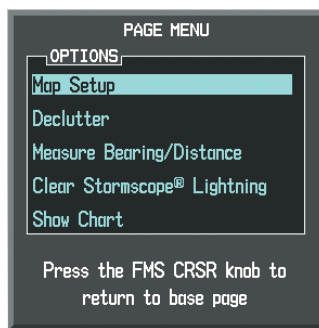 PAGE MENU
OPTIONS
Map Setup
Declutter
Measure Bearing/Distance
Clear Stormscope® Lightning
Show Chart
Press the FMS CRSR knob to
return to base page